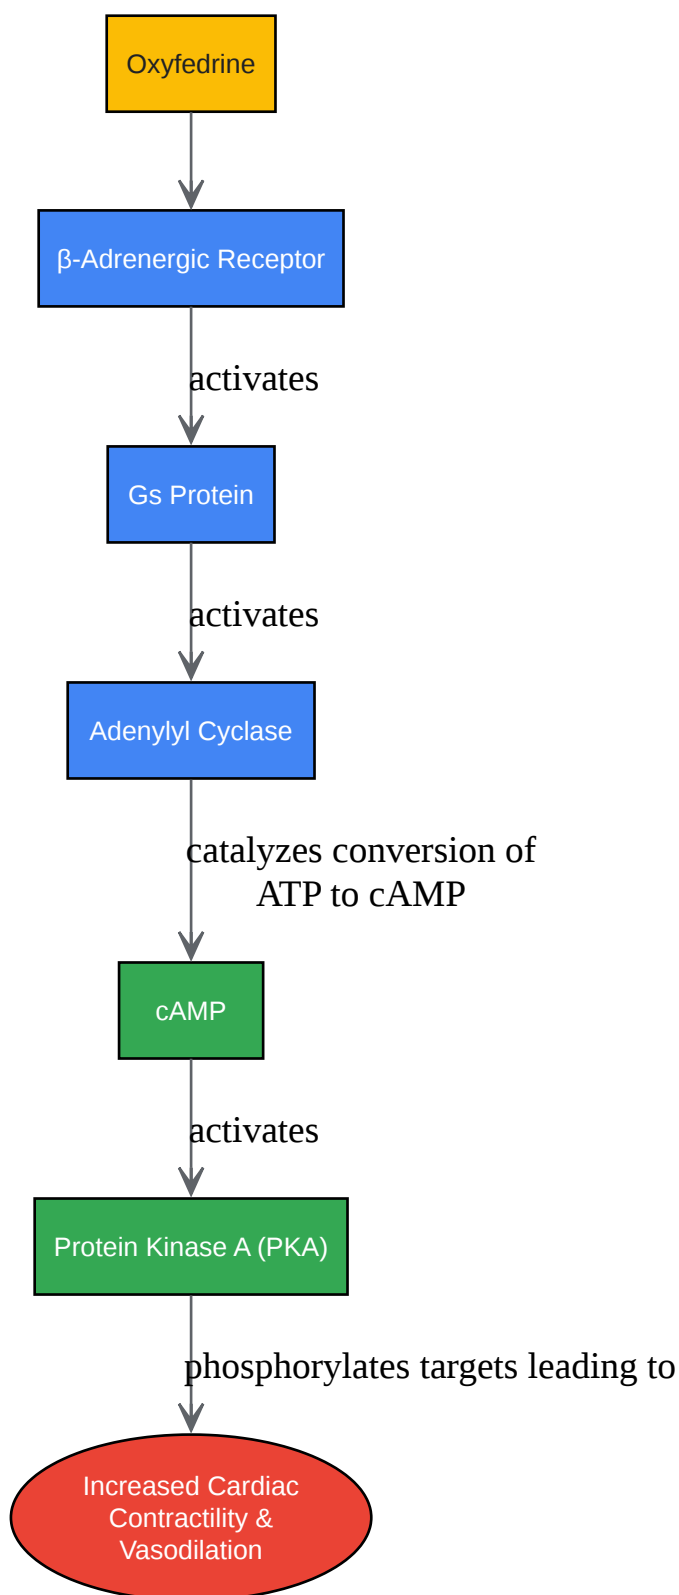 Oxyfedrine
β-Adrenergic Receptor
activates
Gs Protein
activates
Adenylyl Cyclase
catalyzes conversion of
ATP to cAMP
cAMP
activates
Protein Kinase A (PKA)
phosphorylates targets leading to
Increased Cardiac
Contractility &
Vasodilation